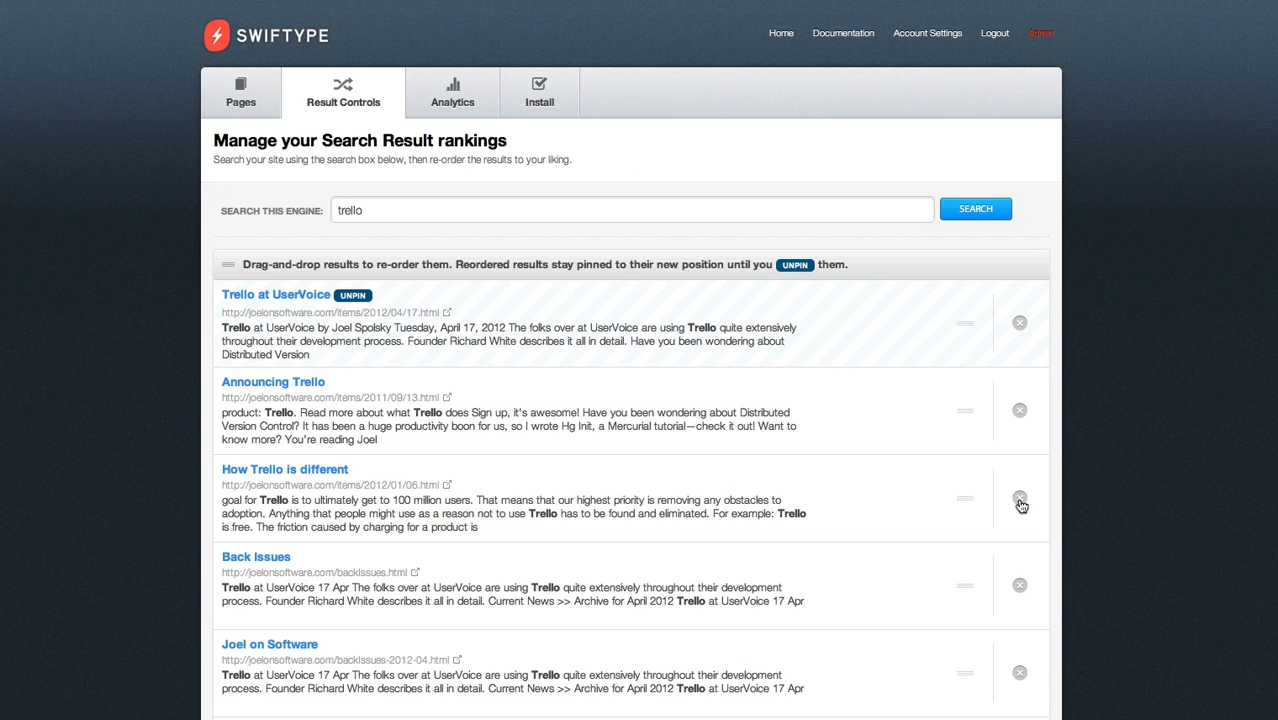 SWIFTYPE
Home Documentation Account Settings Logout Admin
Pages Result Controls Analytics Install
Manage your Search Result rankings
Search your site using the search box below, then re-order the results to your liking.
SEARCH THIS ENGINE: trello SEARCH
Drag-and-drop results to re-order them. Reordered results stay pinned to their new position until you UNPIN them.
Trello at UserVoice UNPIN
http://joelonsoftware.com/items/2012/04/17.html
Trello at UserVoice by Joel Spolsky Tuesday, April 17, 2012 The folks over at UserVoice are using Trello quite extensively
throughout their development process. Founder Richard White describes it all in detail. Have you been wondering about
Distributed Version
Announcing Trello
http://joelonsoftware.com/items/2011/09/13.html
product: Trello. Read more about what Trello does Sign up, it's awesome! Have you been wondering about Distributed
Version Control? It has been a huge productivity boon for us, so I wrote Hg Init, a Mercurial tutorial—check it out! Want to
know more? You're reading Joel
How Trello is different
http://joelonsoftware.com/items/2012/01/06.html
goal for Trello is to ultimately get to 100 million users. That means that our highest priority is removing any obstacles to
adoption. Anything that people might use as a reason not to use Trello has to be found and eliminated. For example: Trello
is free. The friction caused by charging for a product is
Back Issues
http://joelonsoftware.com/backIssues.html
Trello at UserVoice 17 Apr The folks over at UserVoice are using Trello quite extensively throughout their development
process. Founder Richard White describes it all in detail. Current News >> Archive for April 2012 Trello at UserVoice 17 Apr
Joel on Software
http://joelonsoftware.com/backIssues-2012-04.html
Trello at UserVoice 17 Apr The folks over at UserVoice are using Trello quite extensively throughout their development
process. Founder Richard White describes it all in detail. Current News >> Archive for April 2012 Trello at UserVoice 17 Apr